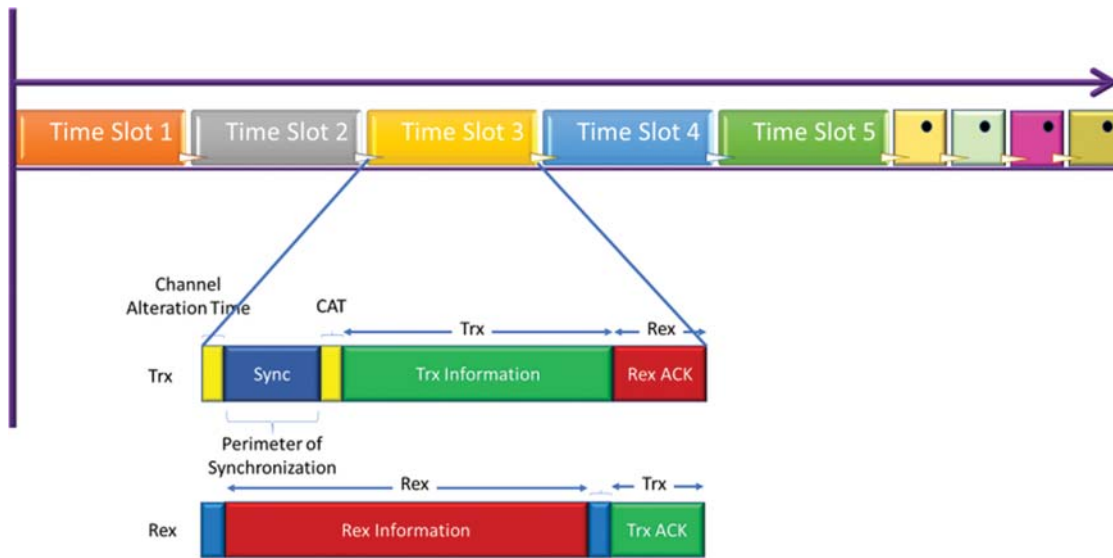 Time Slot 1
Time Slot 2
Time Slot 3
Time Slot 4
Time Slot 5
Channel
Alteration Time
CAT
Trx
Rex
Trx
Sync
Trx Information
Rex ACK
Perimeter of
Synchronization
Rex
Trx
Rex
Rex Information
Trx ACK